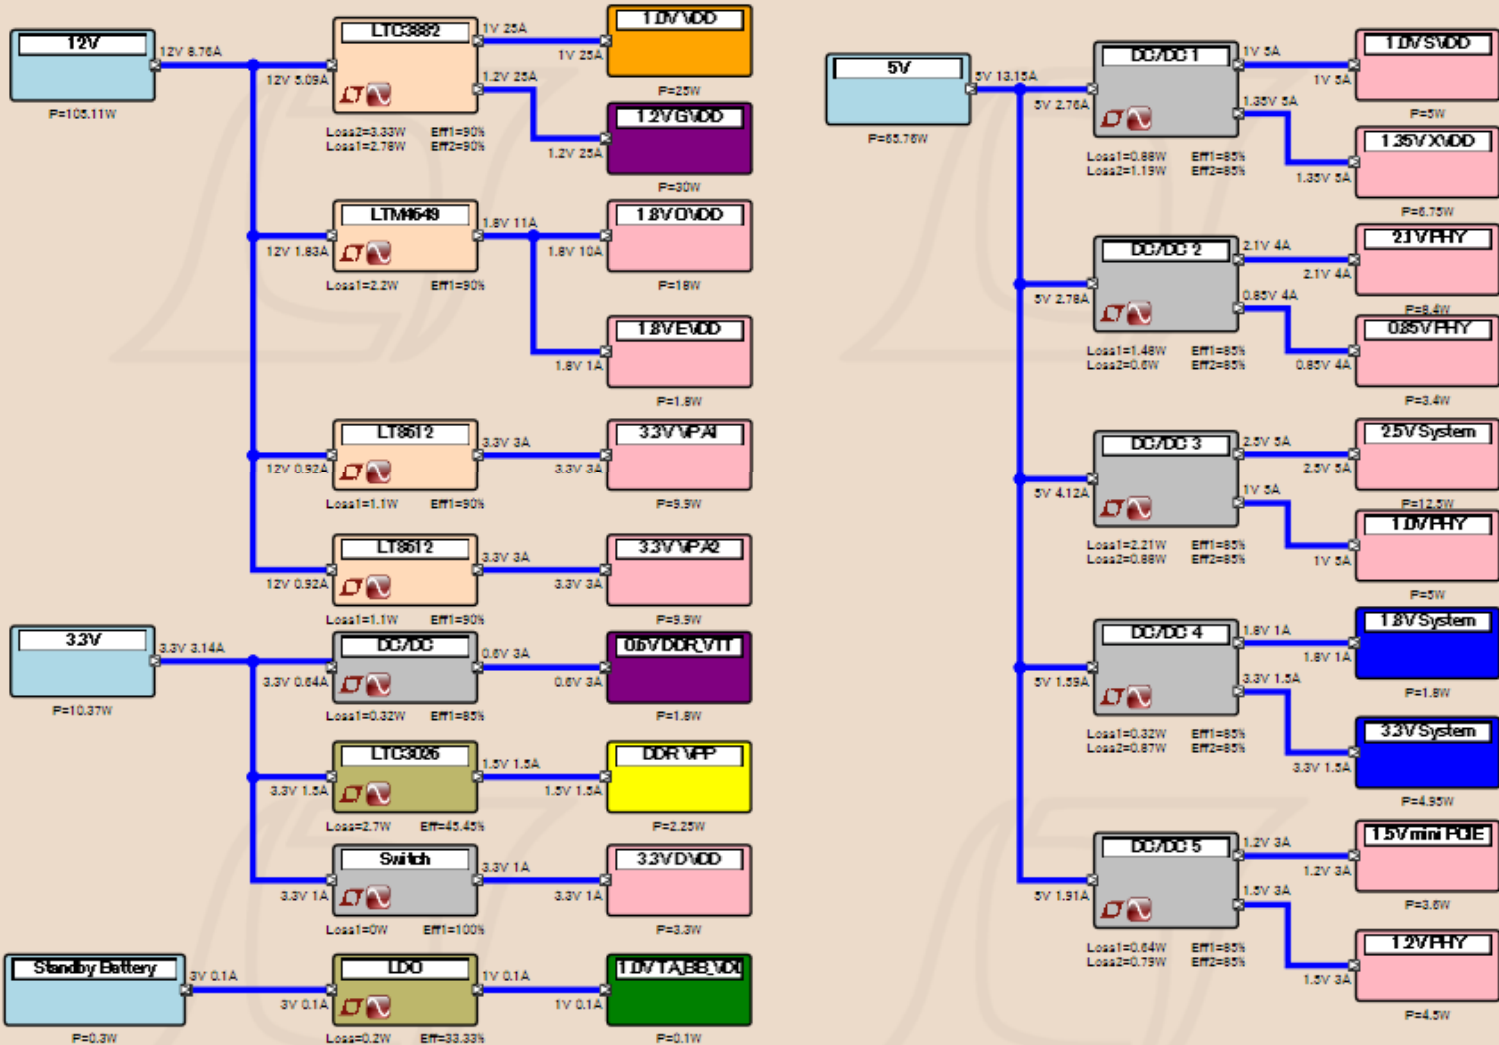 12V
12V 8.76A
P=105.11W
12V 5.09A
LTC3882
1V 25A
1.2V 25A
Loss2=3.33W Eff1=90%
Loss1=2.78W Eff2=90%
1V 25A
1.0V VDD
P=25W
1.2V GVDD
1.2V 25A
P=30W
LTM4649
12V 1.83A
1.8V 11A
Loss1=2.2W Eff1=90%
1.8V OVDD
1.8V 10A
P=18W
1.8V EVDD
1.8V 1A
P=1.8W
LT8612
12V 0.92A
3.3V 3A
Loss1=1.1W Eff1=90%
3.3V VPA1
3.3V 3A
P=9.9W
LT8612
12V 0.92A
3.3V 3A
Loss1=1.1W Eff1=90%
3.3V VPA2
3.3V 3A
P=9.9W
3.3V
3.3V 3.14A
P=10.37W
DC/DC
3.3V 0.64A
0.6V 3A
Loss1=0.32W Eff1=85%
0.6V DDR_VTT
0.6V 3A
P=1.8W
LTC3026
3.3V 1.5A
1.5V 1.5A
Loss=2.7W Eff=45.45%
DDR VPP
1.5V 1.5A
P=2.25W
Switch
3.3V 1A
3.3V 1A
Loss1=0W Eff1=100%
3.3V DVDD
3.3V 1A
P=3.3W
Standby Battery
3V 0.1A
P=0.3W
LDO
3V 0.1A
1V 0.1A
Loss=0.2W Eff=33.33%
1.0V TA_BB_VDD
1V 0.1A
P=0.1W
5V
5V 13.15A
P=65.76W
DC/DC 1
5V 2.76A
1V 5A
1.35V 5A
Loss1=0.88W Eff1=85%
Loss2=1.19W Eff2=85%
1.0V SVDD
1V 5A
P=5W
1.35V XVDD
1.35V 5A
P=6.75W
DC/DC 2
5V 2.78A
2.1V 4A
0.85V 4A
Loss1=1.48W Eff1=85%
Loss2=0.6W Eff2=85%
2.1V PHY
2.1V 4A
P=8.4W
0.85V PHY
0.85V 4A
P=3.4W
DC/DC 3
5V 4.12A
2.5V 5A
1V 5A
Loss1=2.21W Eff1=85%
Loss2=0.88W Eff2=85%
2.5V System
2.5V 5A
P=12.5W
1.0V PHY
1V 5A
P=5W
DC/DC 4
5V 1.59A
1.8V 1A
3.3V 1.5A
Loss1=0.32W Eff1=85%
Loss2=0.87W Eff2=85%
1.8V System
1.8V 1A
P=1.8W
3.3V System
3.3V 1.5A
P=4.95W
DC/DC 5
5V 1.91A
1.2V 3A
1.5V 3A
Loss1=0.64W Eff1=85%
Loss2=0.79W Eff2=85%
1.5V mini PCIE
1.2V 3A
P=3.6W
1.2V PHY
1.5V 3A
P=4.5W